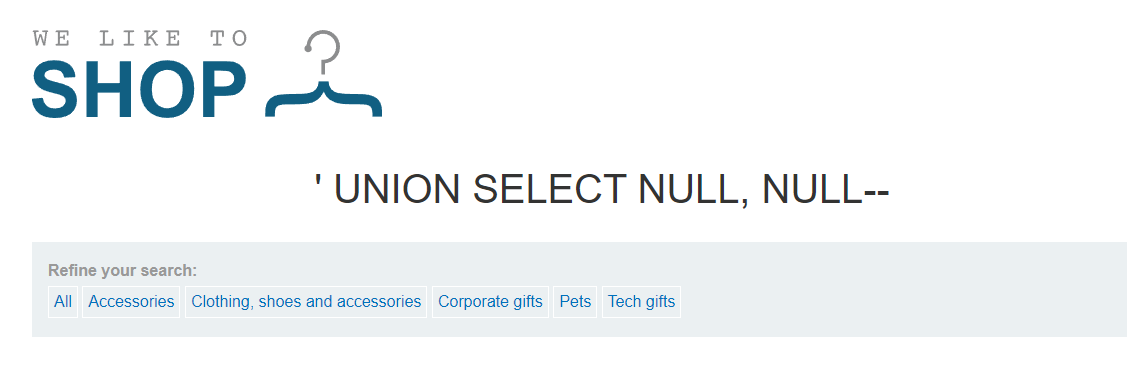 WE LIKE TO
SHOP
' UNION SELECT NULL, NULL--
Refine your search:
All Accessories Clothing, shoes and accessories Corporate gifts Pets Tech gifts